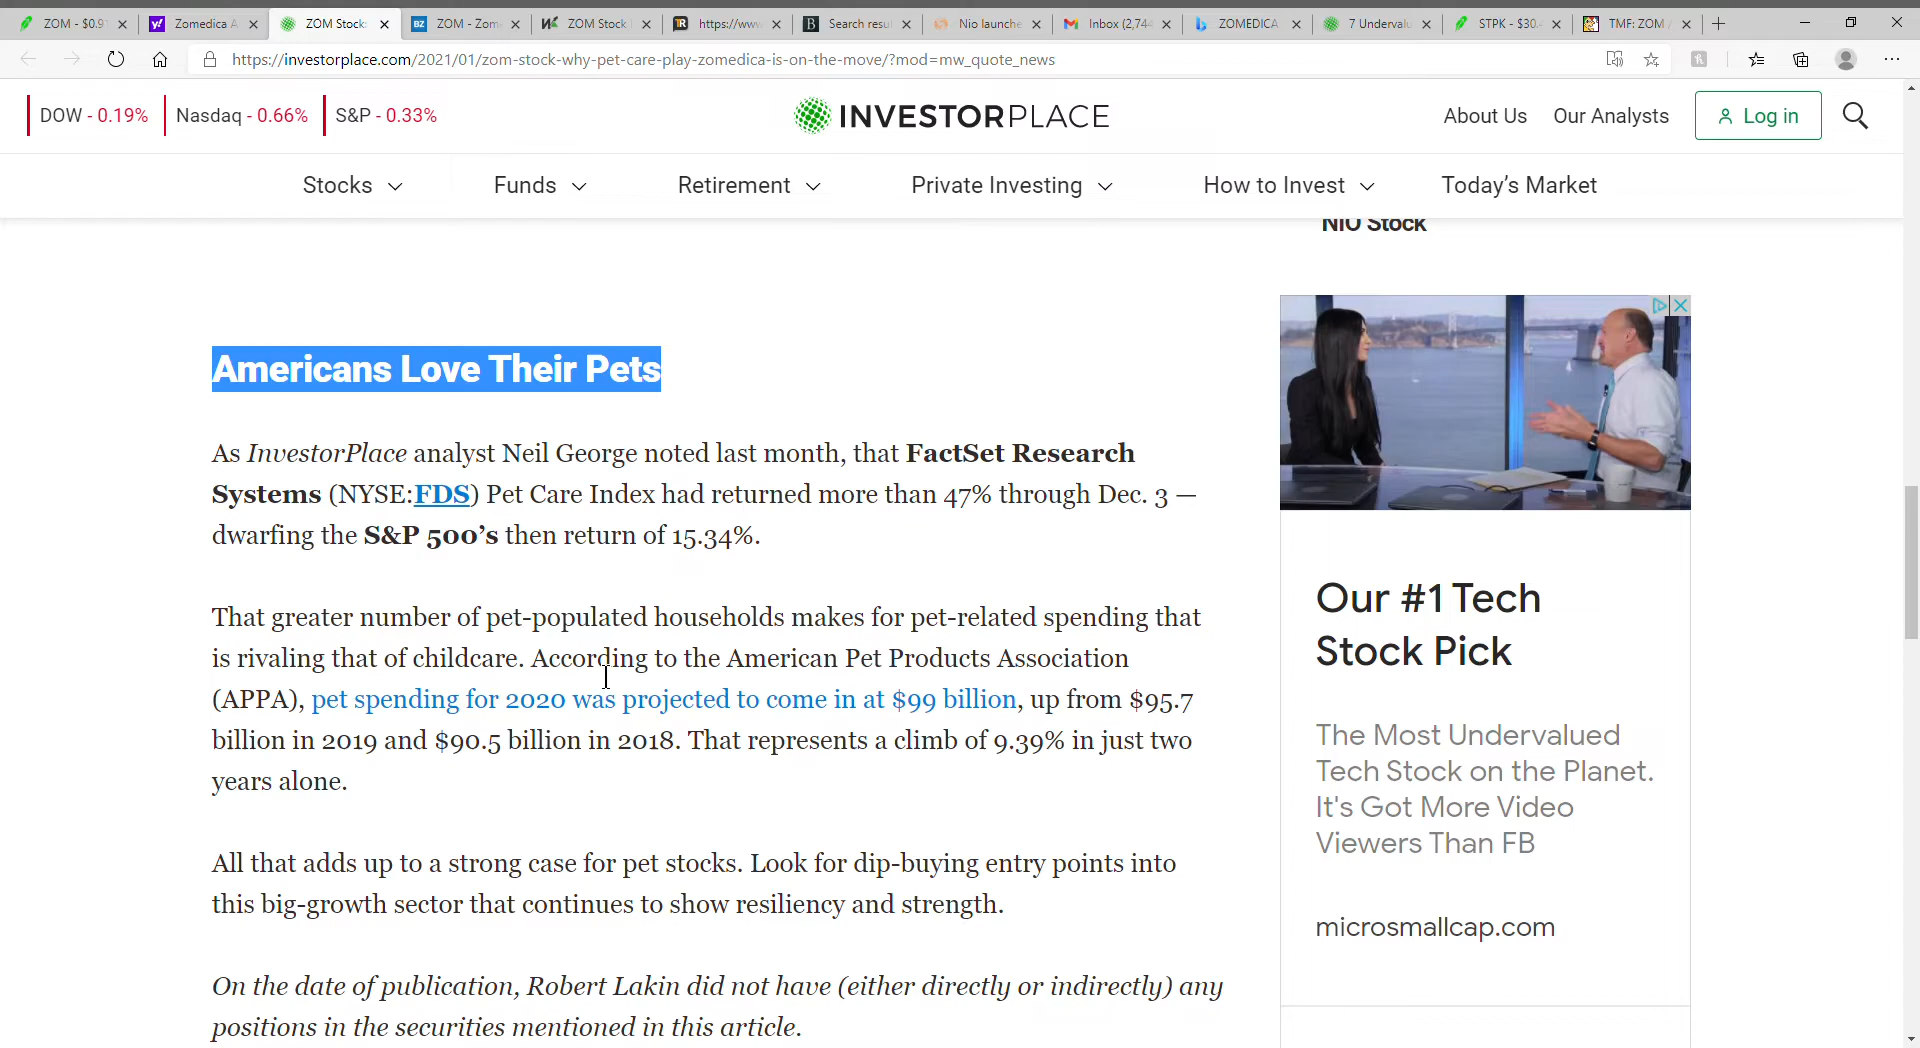 ZOM - $0.9
Zomedica A
ZOM Stock:
ZOM - Zom
ZOM Stock
https://www
Search resu
Nio launche
Inbox (2,744
ZOMEDICA
7 Undervalu
STPK - $30.
TMF: ZOM
https://investorplace.com/2021/01/zom-stock-why-pet-care-play-zomedica-is-on-the-move/?mod=mw_quote_news
DOW - 0.19% Nasdaq - 0.66% S&P - 0.33%
INVESTORPLACE
About Us Our Analysts Log in
Stocks Funds Retirement Private Investing How to Invest Today’s Market
NIO Stock
Americans Love Their Pets
As InvestorPlace analyst Neil George noted last month, that FactSet Research
Systems (NYSE:FDS) Pet Care Index had returned more than 47% through Dec. 3 —
dwarfing the S&P 500’s then return of 15.34%.
That greater number of pet-populated households makes for pet-related spending that
is rivaling that of childcare. According to the American Pet Products Association
(APPA), pet spending for 2020 was projected to come in at $99 billion, up from $95.7
billion in 2019 and $90.5 billion in 2018. That represents a climb of 9.39% in just two
years alone.
All that adds up to a strong case for pet stocks. Look for dip-buying entry points into
this big-growth sector that continues to show resiliency and strength.
On the date of publication, Robert Lakin did not have (either directly or indirectly) any
positions in the securities mentioned in this article.
Our #1 Tech
Stock Pick
The Most Undervalued
Tech Stock on the Planet.
It's Got More Video
Viewers Than FB
microsmallcap.com